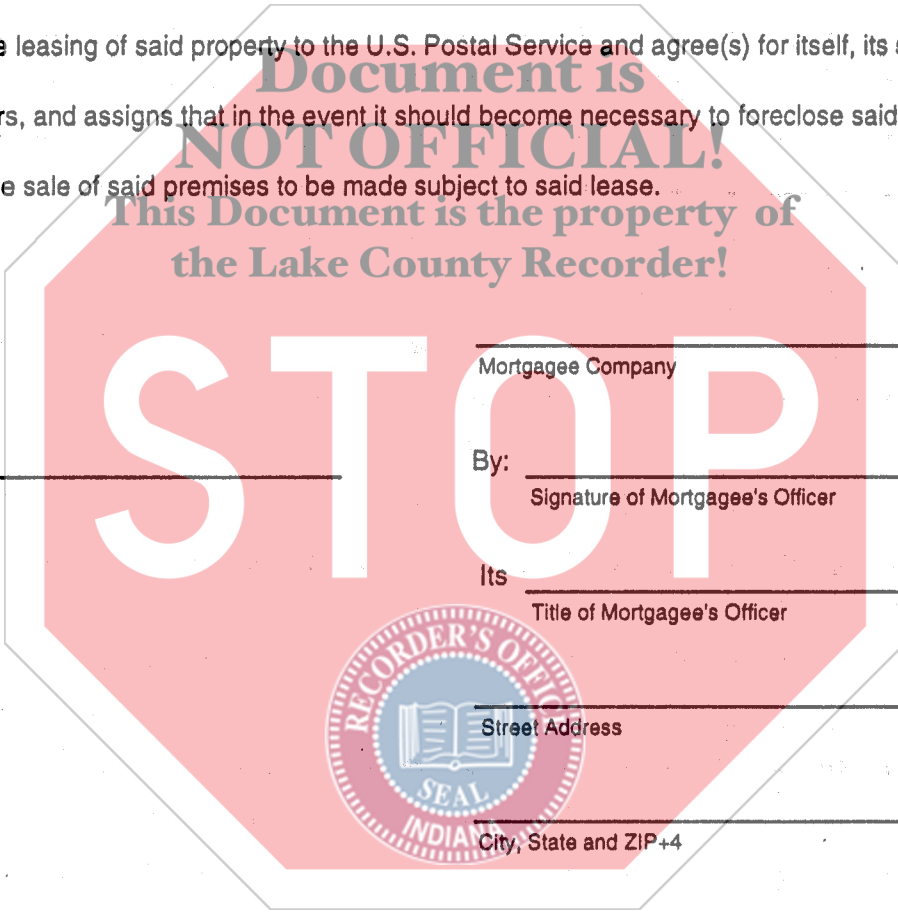 e leasing of said property to the U.S. Postal Service and agree(s) for itself, its
Document is
rs, and assigns that in the event it should become necessary to foreclose said
NOT OFFICIAL!
e sale of said premises to be made subject to said lease.
This Document is the property of
the Lake County Recorder!
STOP
Mortgagee Company
By:
Signature of Mortgagee's Officer
Its
Title of Mortgagee's Officer
RECORDER'S OFFIC
Street Address
SEAL
INDIANA
City, State and ZIP+4